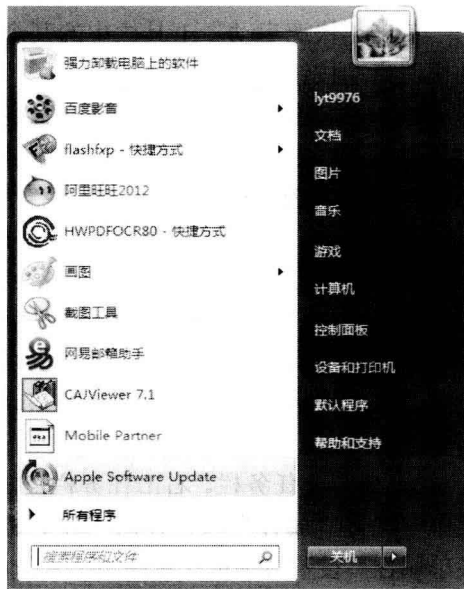 强力卸载电脑上的软件
百度影音
flashfxp - 快捷方式
阿里旺旺2012
HWPDFOCR80 - 快捷方式
画图
截图工具
网易邮箱助手
CAJViewer 7.1
Mobile Partner
Apple Software Update
所有程序
搜索程序和文件
lyt9976
文档
图片
音乐
游戏
计算机
控制面板
设备和打印机
默认程序
帮助和支持
关机